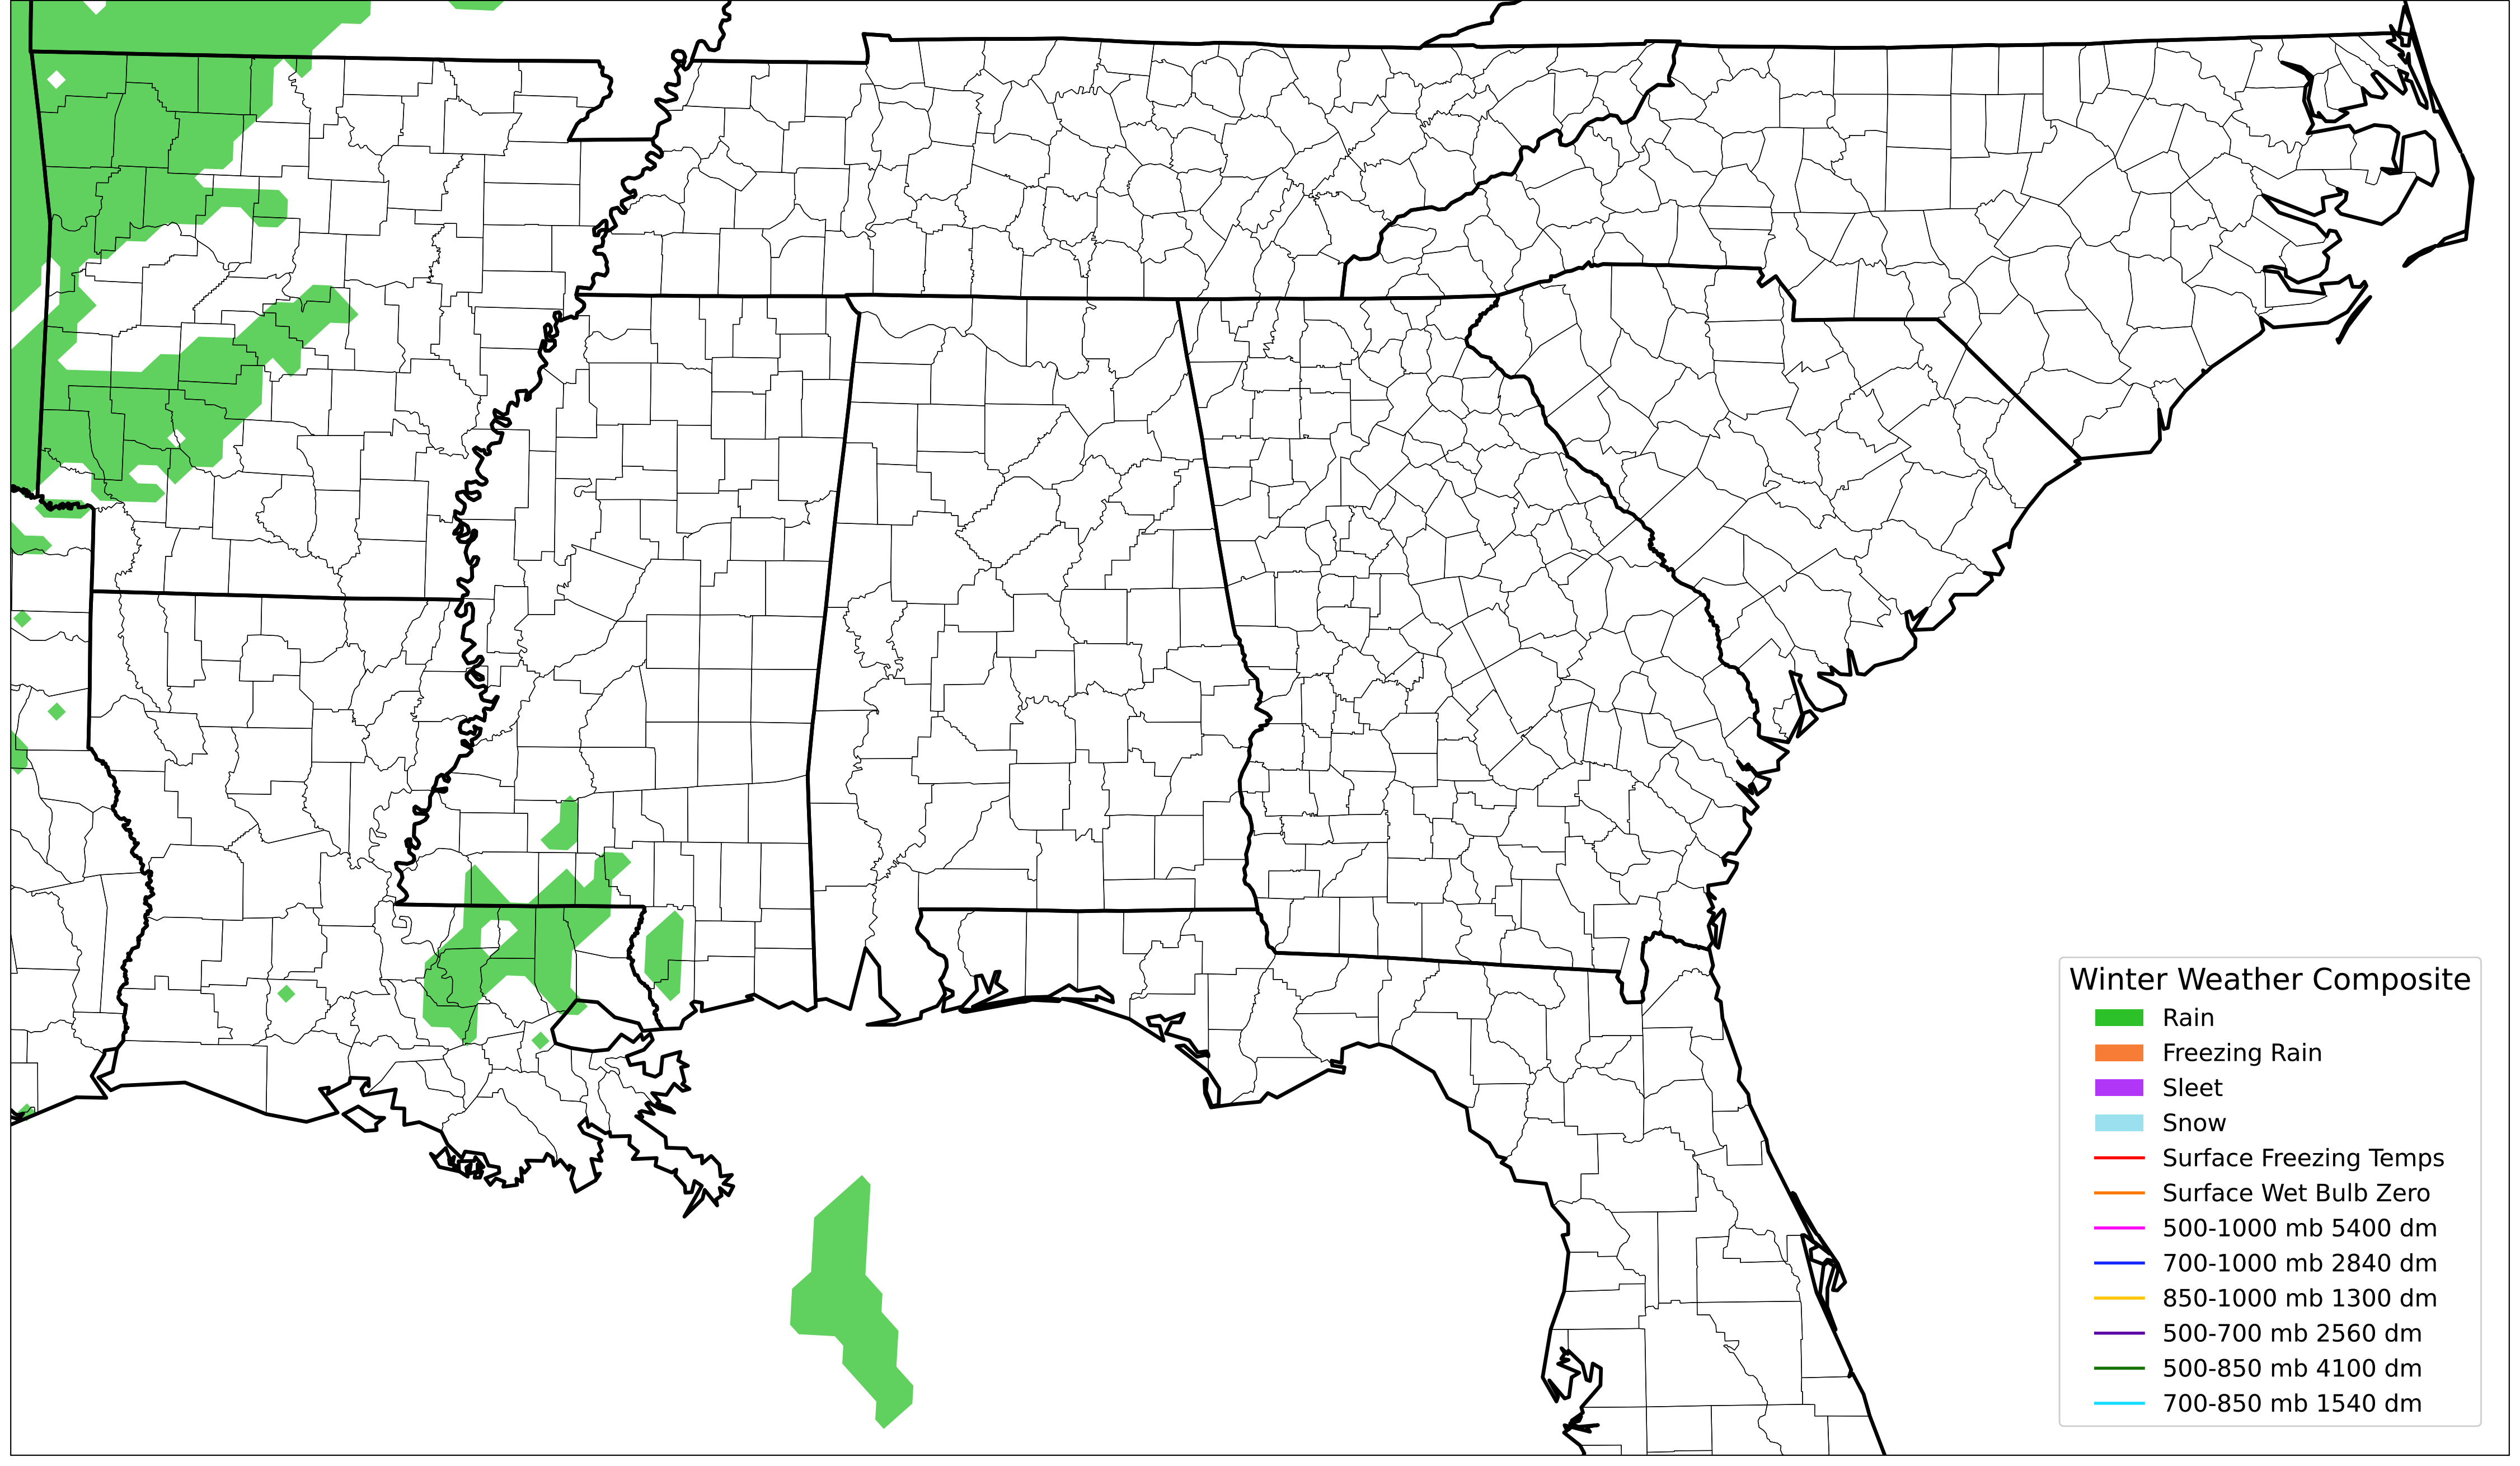 Winter Weather Composite
Rain
Freezing Rain
Sleet
Snow
Surface Freezing Temps
Surface Wet Bulb Zero
500-1000 mb 5400 dm
700-1000 mb 2840 dm
850-1000 mb 1300 dm
500-700 mb 2560 dm
500-850 mb 4100 dm
700-850 mb 1540 dm